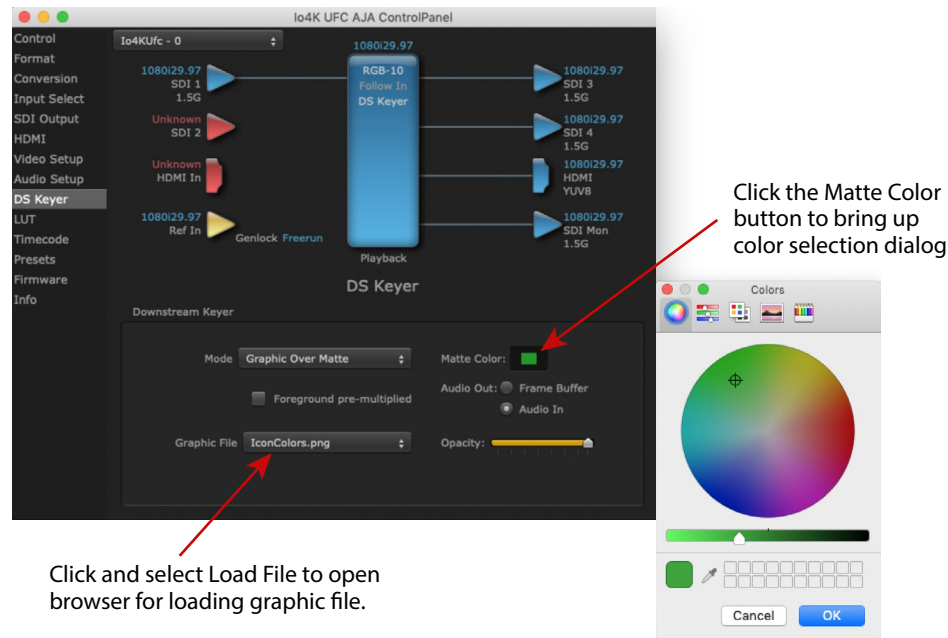 Io4K UFC AJA ControlPanel
Control
Format
Conversion
Input Select
SDI Output
HDMI
Video Setup
Audio Setup
DS Keyer
LUT
Timecode
Presets
Firmware
Info
Io4KUfc - 0
1080i29.97
1080i29.97
SDI 1
1.5G
Unknown
SDI 2
Unknown
HDMI In
1080i29.97
Ref In
Genlock Freerun
RGB-10
Follow In
DS Keyer
Playback
1080i29.97
SDI 3
1.5G
1080i29.97
SDI 4
1.5G
1080i29.97
HDMI
YUV8
1080i29.97
SDI Mon
1.5G
DS Keyer
Downstream Keyer
Mode Graphic Over Matte
Foreground pre-multiplied
Graphic File IconColors.png
Matte Color:
Audio Out: Frame Buffer
Audio In
Opacity:
Click the Matte Color
button to bring up
color selection dialog
Colors
Cancel OK
Click and select Load File to open
browser for loading graphic file.